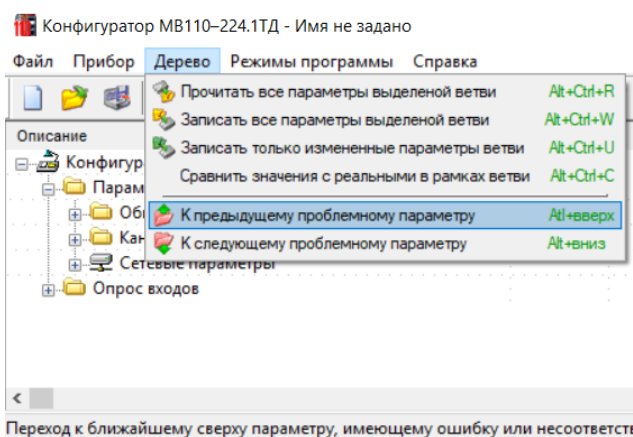 Конфигуратор МВ110–224.1ТД - Имя не задано
Файл Прибор Дерево Режимы программы Справка
Прочитать все параметры выделеной ветви Alt+Ctrl+R
Записать все параметры выделеной ветви Alt+Ctrl+W
Описание
Записать только измененные параметры ветви Alt+Ctrl+U
Конфигур
Сравнить значения с реальными в рамках ветви Alt+Ctrl+C
Парам
К предыдущему проблемному параметру Atl+вверх
К следующему проблемному параметру Alt+вниз
Сетевые параметры
Опрос входов
Переход к ближайшему сверху параметру, имеющему ошибку или несоответств